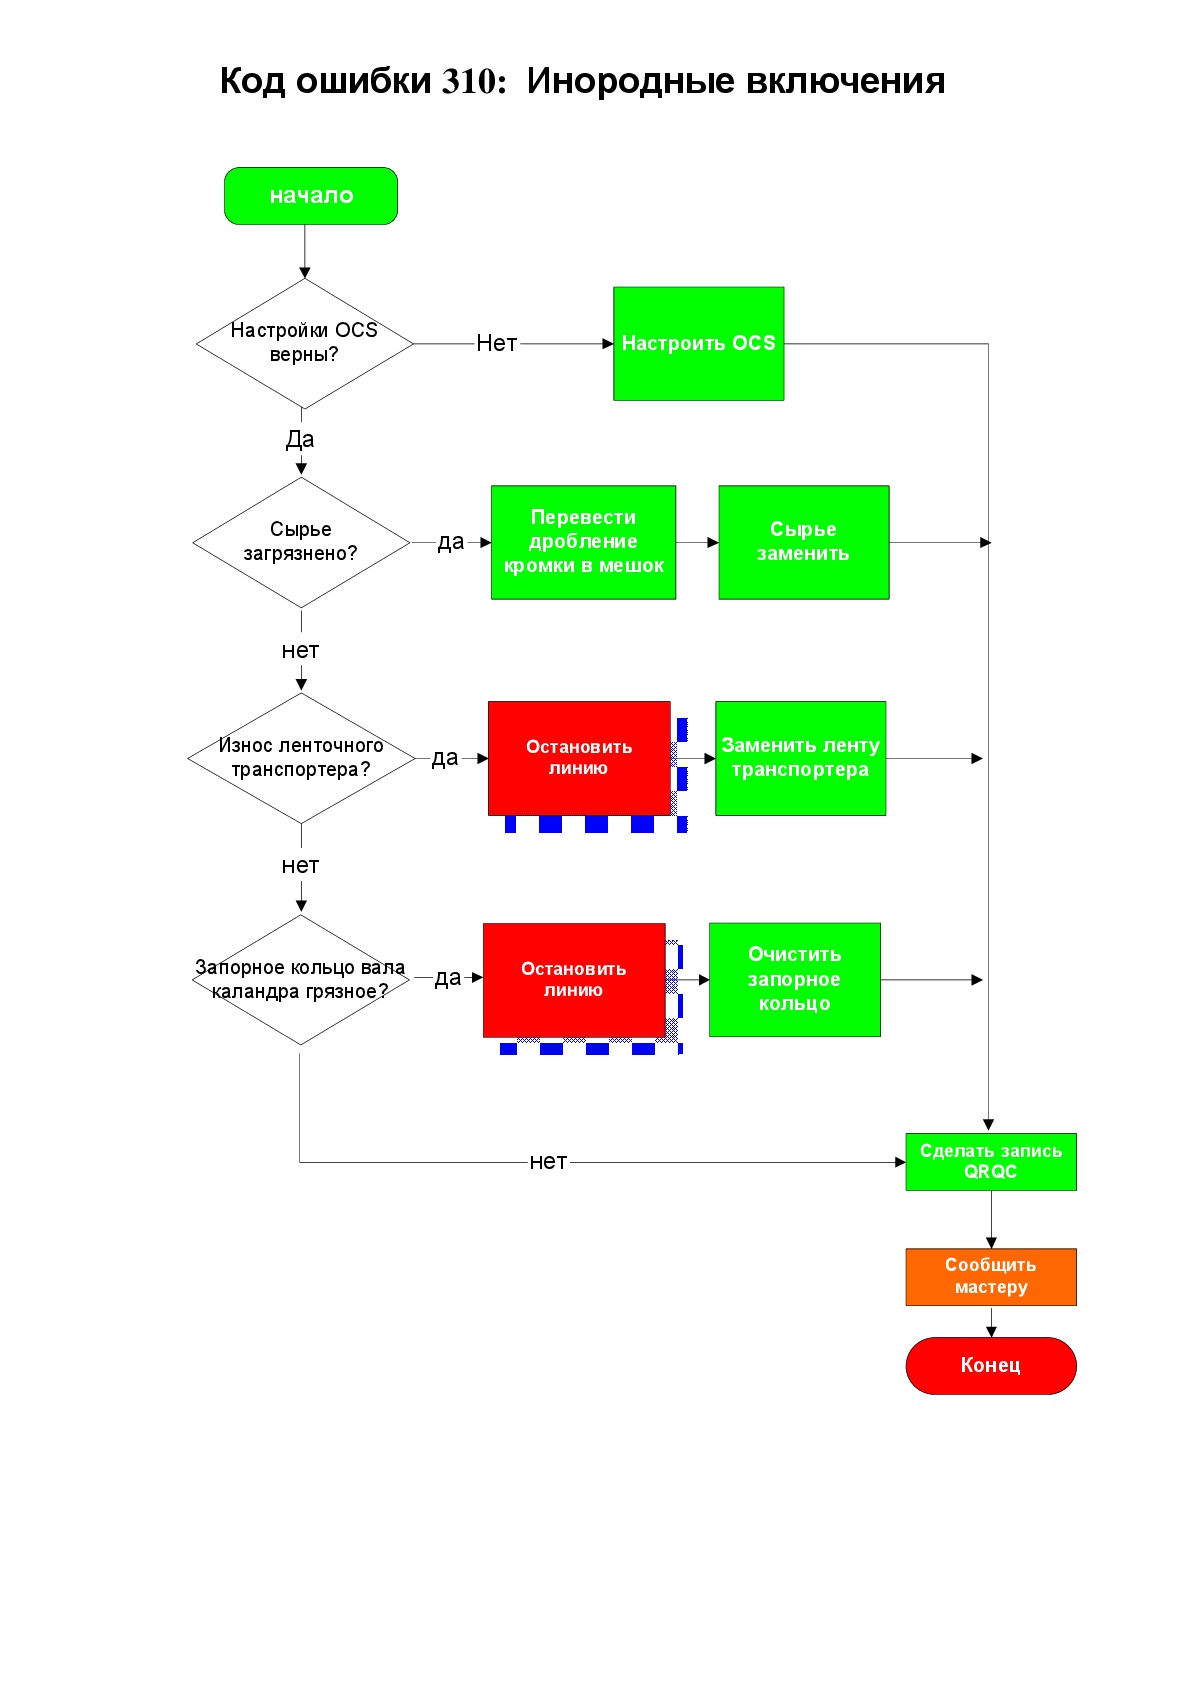 Код ошибки 310:  Инородные включения
начало
Настройки OCS
верны?
Нет
Настроить OCS
Да
Сырье
загрязнено?
да
Перевести
дробление
кромки в мешок
Сырье
заменить
нет
Износ ленточного
транспортера?
да
Остановить
линию
Заменить ленту
транспортера
нет
Запорное кольцо вала
каландра грязное?
да
Остановить
линию
Очистить
запорное
кольцо
нет
Сделать запись
QRQC
Сообщить
мастеру
Конец